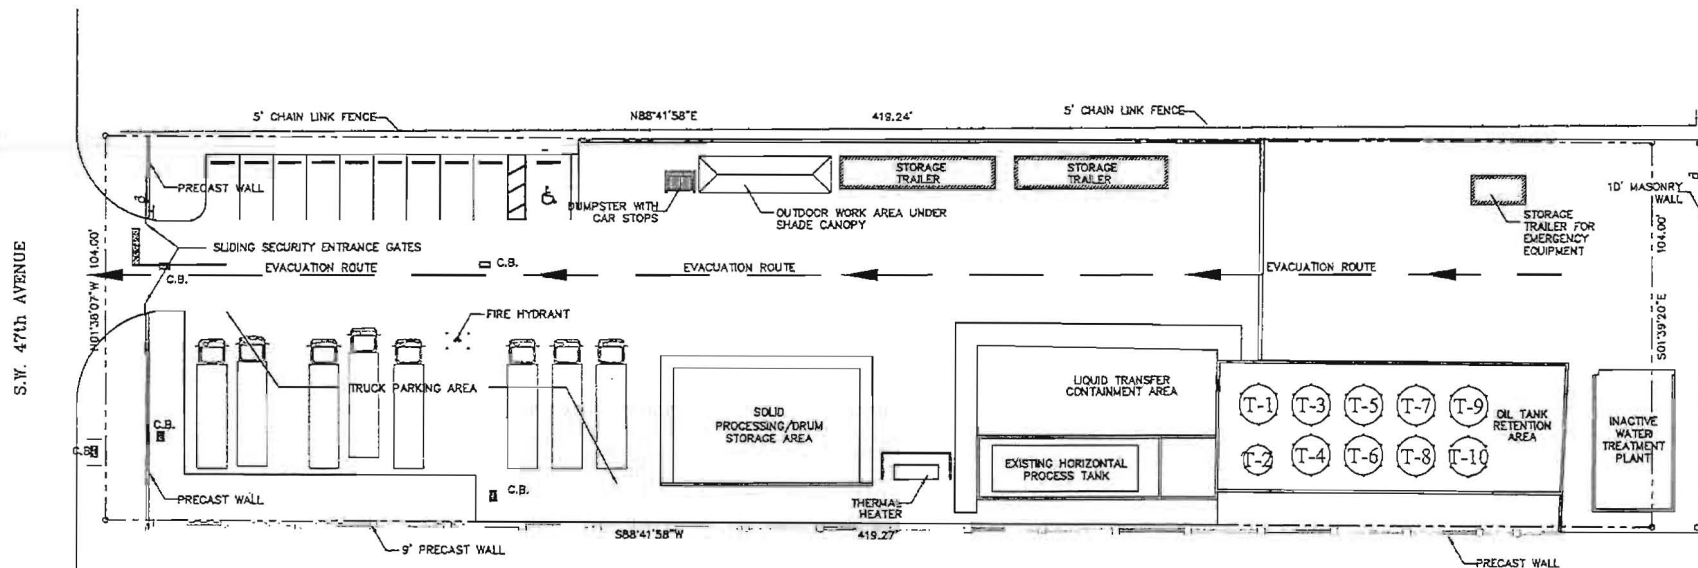 5' CHAIN LINK FENCE
N88°41'58"E
419.24'
5' CHAIN LINK FENCE
PRECAST WALL
STORAGE
TRAILER
STORAGE
TRAILER
10' MASONRY
WALL
DUMPSTER WITH
CAR STOPS
OUTDOOR WORK AREA UNDER
SHADE CANOPY
STORAGE
TRAILER FOR
EMERGENCY
EQUIPMENT
S.W. 47th AVENUE
N01°38'07"W 104.00'
SLIDING SECURITY ENTRANCE GATES
C.B.
C.B.
EVACUATION ROUTE
EVACUATION ROUTE
EVACUATION ROUTE
104.00'
S01°39'20"E
FIRE HYDRANT
TRUCK PARKING AREA
SOLID
PROCESSING/DRUM
STORAGE AREA
LIQUID TRANSFER
CONTAINMENT AREA
T-1
T-3
T-5
T-7
T-9
OIL TANK
RETENTION
AREA
T-2
T-4
T-6
T-8
T-10
INACTIVE
WATER
TREATMENT
PLANT
C.B.
C.B.
EXISTING HORIZONTAL
PROCESS TANK
PRECAST WALL
C.B.
THERMAL
HEATER
S88°41'58"W
419.27'
9' PRECAST WALL
PRECAST WALL